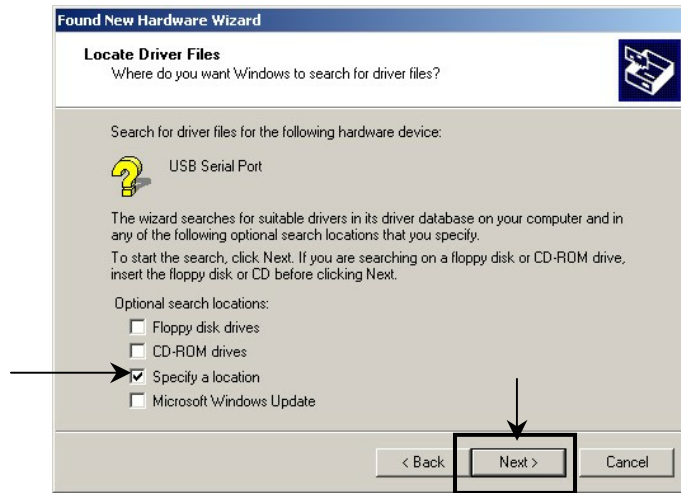 Found New Hardware Wizard
Locate Driver Files
Where do you want Windows to search for driver files?
Search for driver files for the following hardware device:
USB Serial Port
The wizard searches for suitable drivers in its driver database on your computer and in
any of the following optional search locations that you specify.
To start the search, click Next. If you are searching on a floppy disk or CD-ROM drive,
insert the floppy disk or CD before clicking Next.
Optional search locations:
Floppy disk drives
CD-ROM drives
Specify a location
Microsoft Windows Update
< Back Next > Cancel